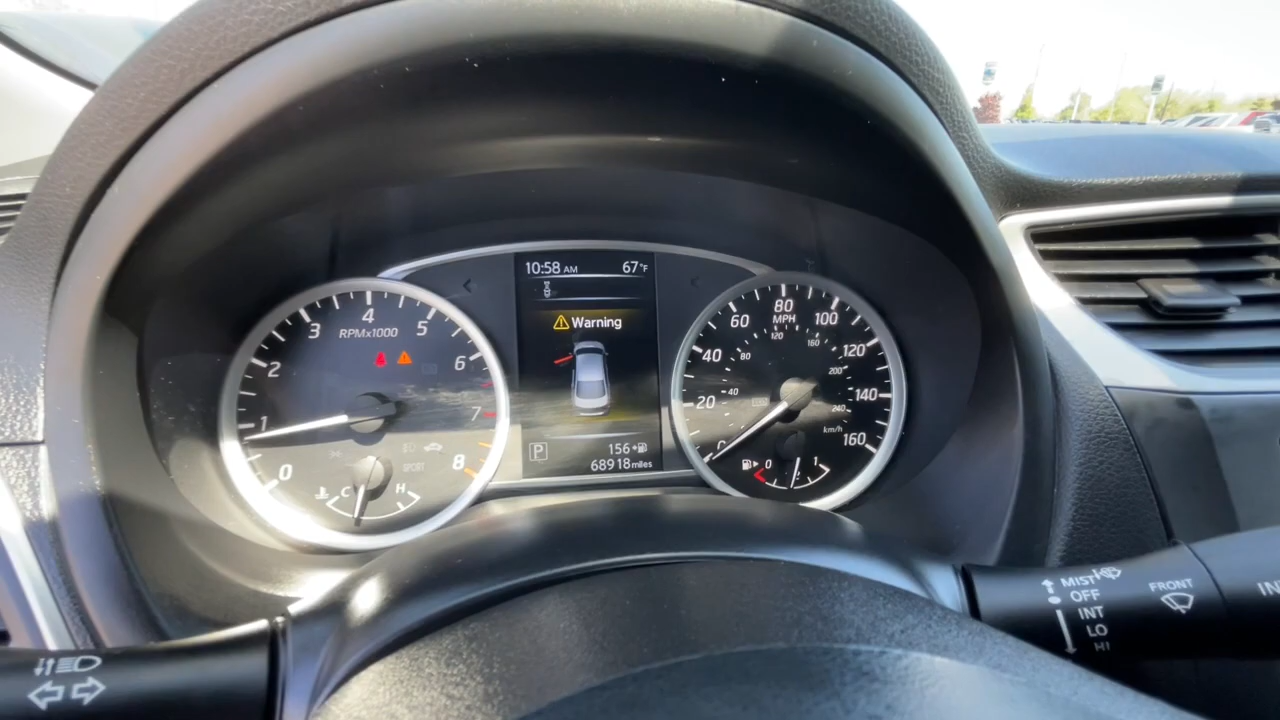 10:58 AM 67°F
Warning
P 156
68918 miles
RPMx1000
0 1 2 3 4 5 6 7 8
SPORT
C H
MPH
0 20 40 60 80 100 120 140 160
40 80 120 160 200 240
km/h
0 1
MIST
OFF
INT
LO
HI
FRONT